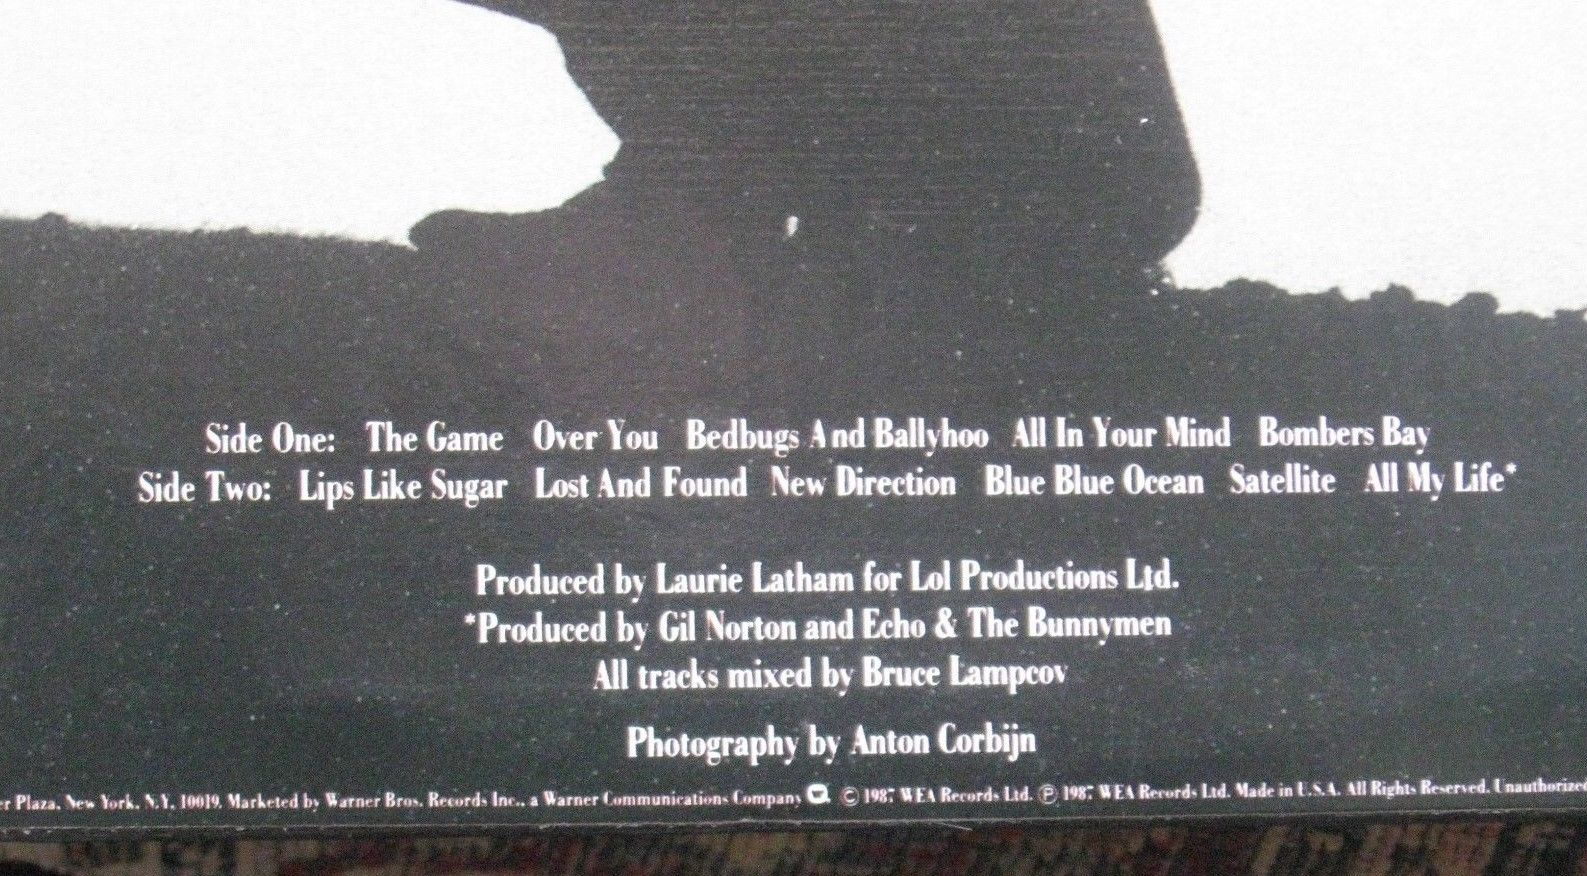 Side One: The Game Over You Bedbugs And Ballyhoo All In Your Mind Bombers Bay
Side Two: Lips Like Sugar Lost And Found New Direction Blue Blue Ocean Satellite All My Life*
Produced by Laurie Latham for Lol Productions Ltd.
*Produced by Gil Norton and Echo & The Bunnymen
All tracks mixed by Bruce Lampcov
Photography by Anton Corbijn
Plaza, New York, N.Y. 10019. Marketed by Warner Bros. Records Inc., a Warner Communications Company © 1987 WEA Records Ltd. ℗ 1987 WEA Records Ltd. Made in U.S.A. All Rights Reserved. Unauthorized